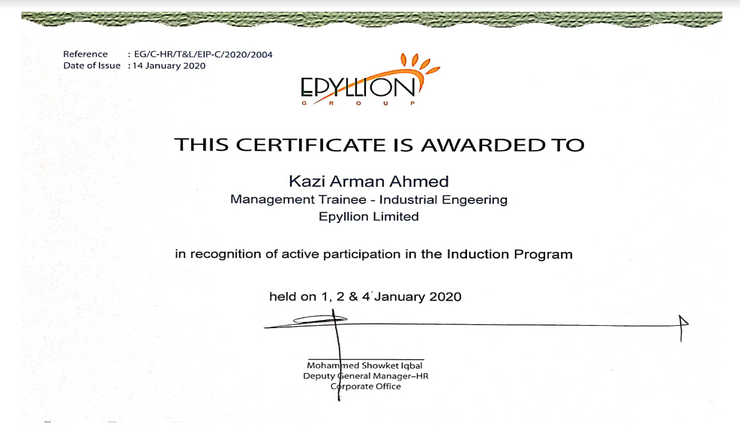 Reference : EG/C-HR/T&L/EIP-C/2020/2004
Date of Issue : 14 January 2020
EPYLLION
GROUP
THIS CERTIFICATE IS AWARDED TO
Kazi Arman Ahmed
Management Trainee - Industrial Engeering
Epyllion Limited
in recognition of active participation in the Induction Program
held on 1, 2 & 4 January 2020
Mohammed Showket Iqbal
Deputy General Manager–HR
Corporate Office